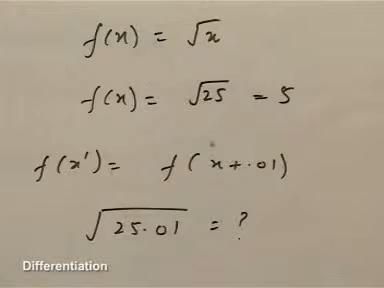 f(x) = √x
f(x) = √25 = 5
f(x') = f(x+.01)
√25.01 = ?
Differentiation